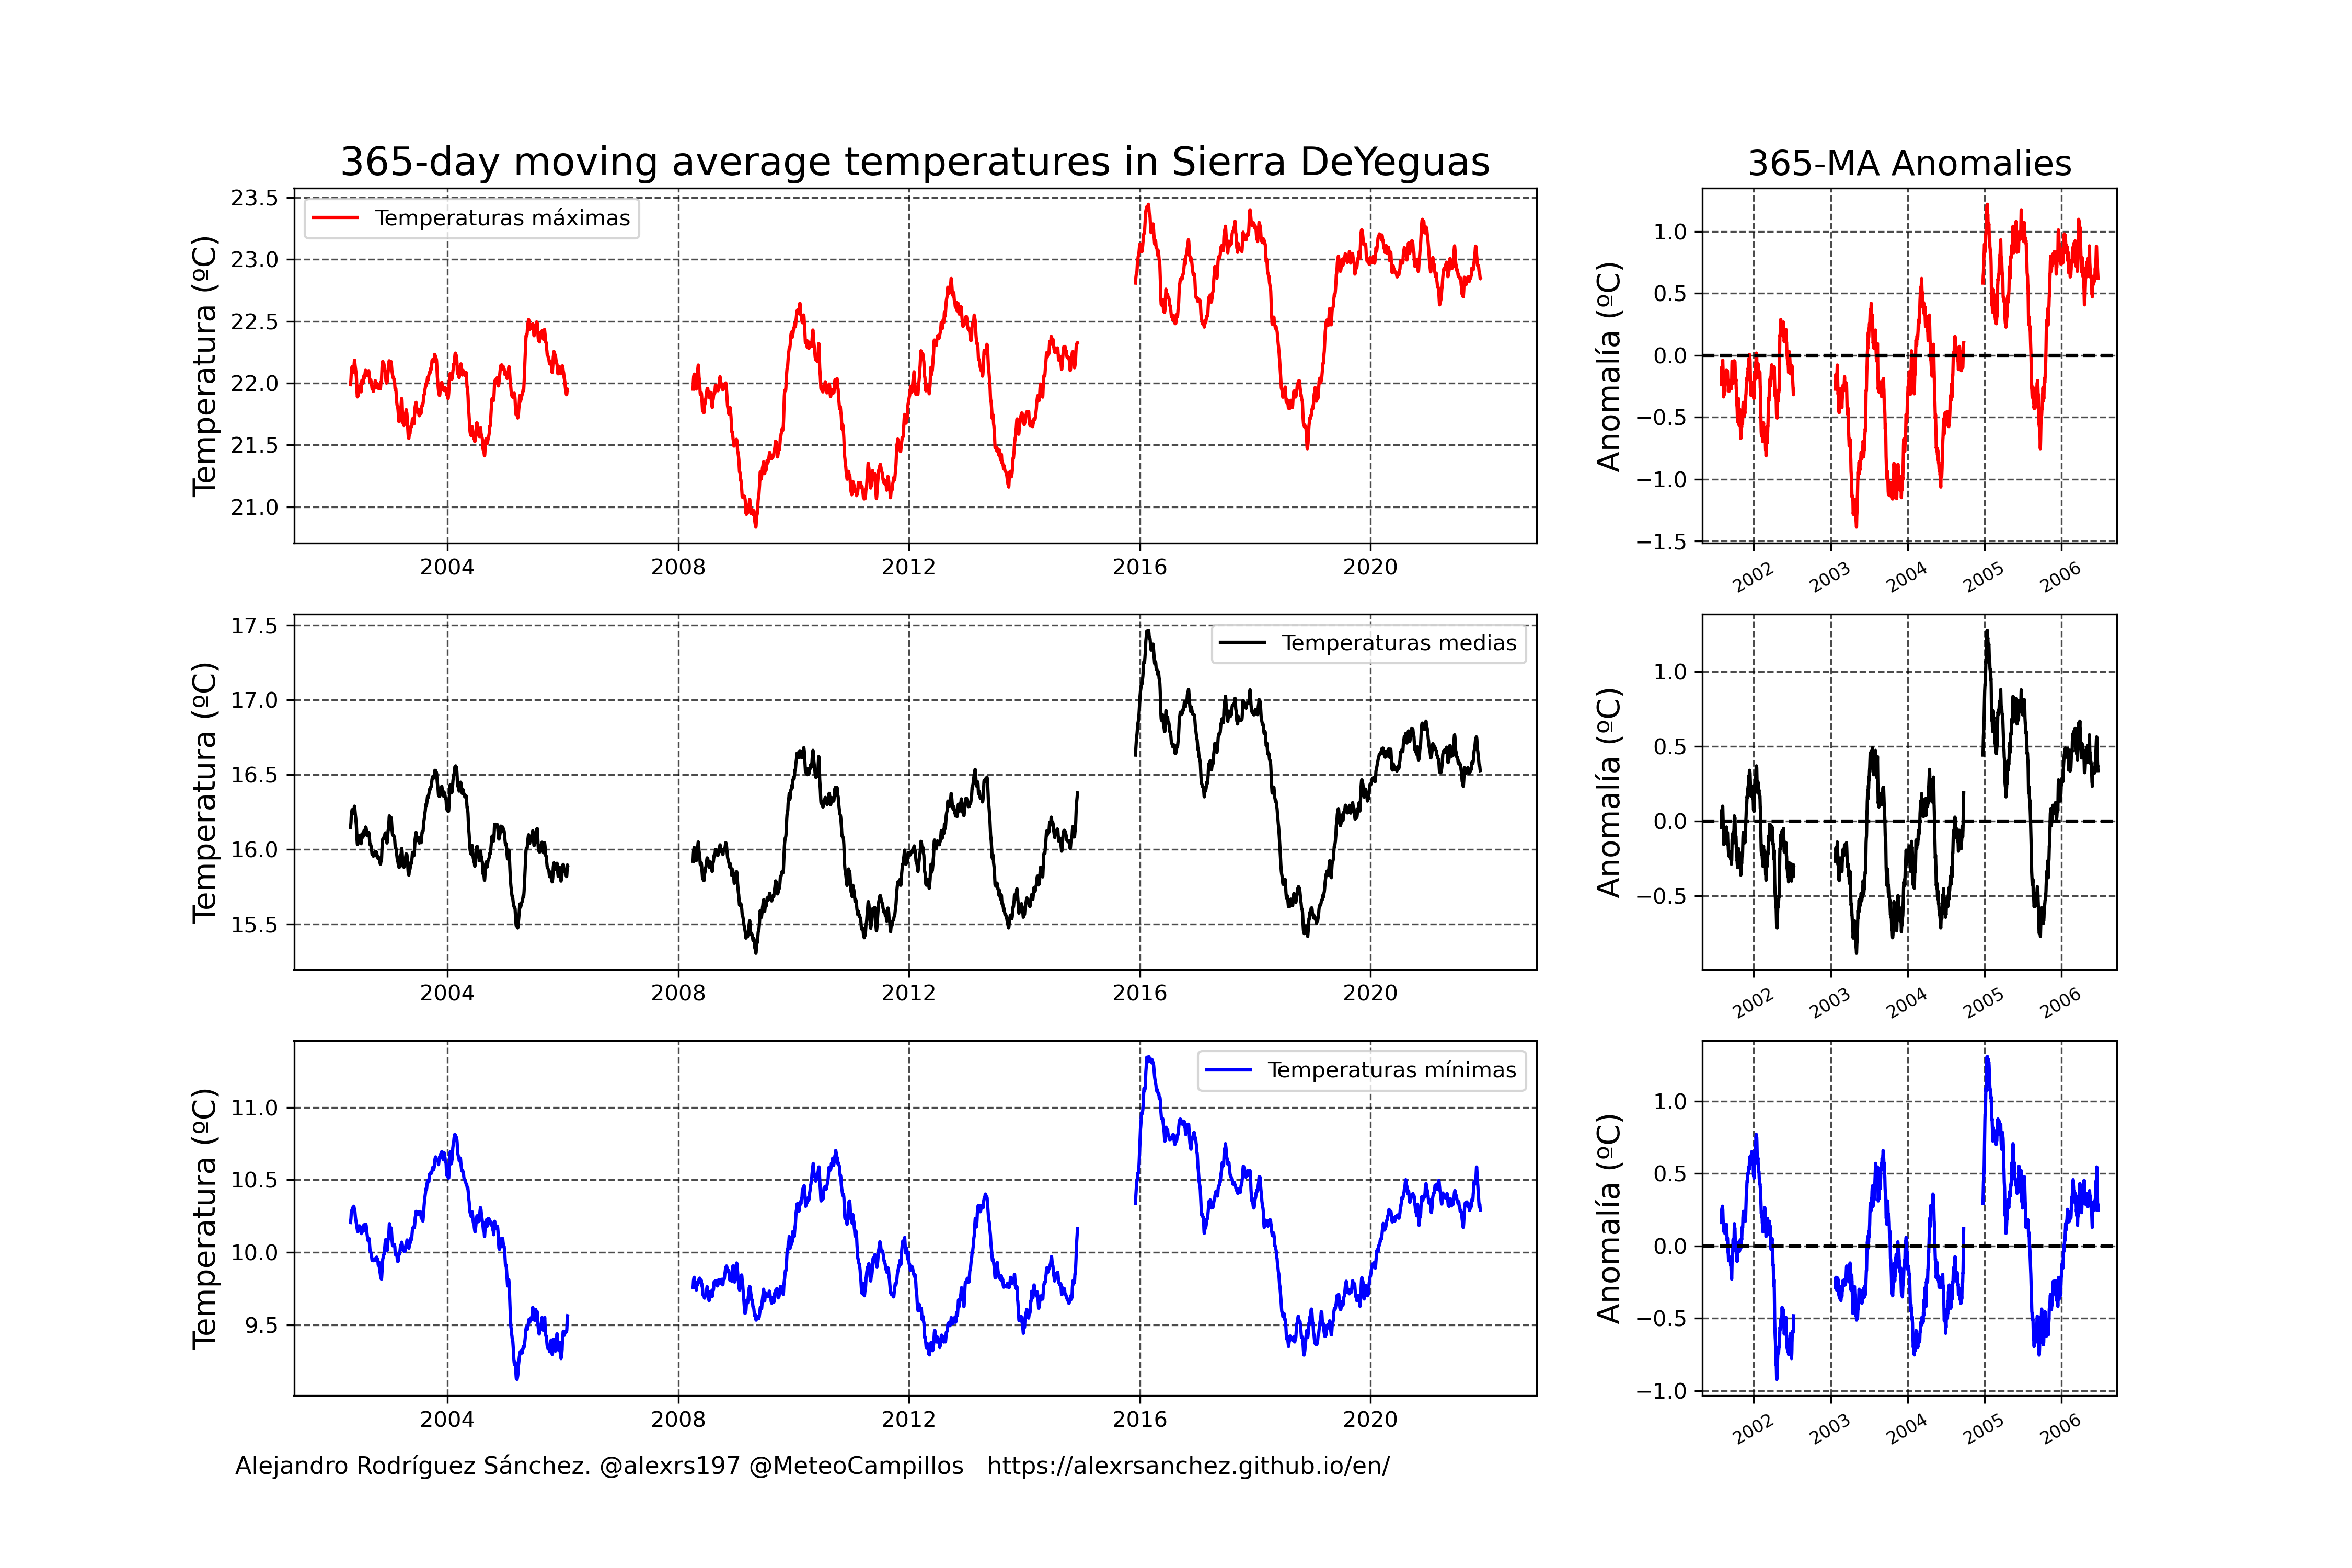 365-day moving average temperatures in Sierra DeYeguas
365-MA Anomalies
Temperatura (ºC)
23.5
23.0
22.5
22.0
21.5
21.0
Temperaturas máximas
2004 2008 2012 2016 2020
Anomalía (ºC)
1.0
0.5
0.0
−0.5
−1.0
−1.5
2002 2003 2004 2005 2006
Temperatura (ºC)
17.5
17.0
16.5
16.0
15.5
Temperaturas medias
2004 2008 2012 2016 2020
Anomalía (ºC)
1.0
0.5
0.0
−0.5
2002 2003 2004 2005 2006
Temperatura (ºC)
11.0
10.5
10.0
9.5
Temperaturas mínimas
2004 2008 2012 2016 2020
Anomalía (ºC)
1.0
0.5
0.0
−0.5
−1.0
2002 2003 2004 2005 2006
Alejandro Rodríguez Sánchez. @alexrs197 @MeteoCampillos https://alexrsanchez.github.io/en/